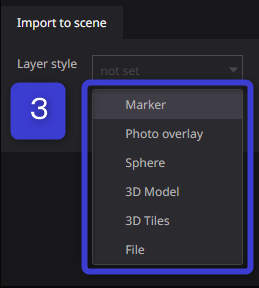 Import to scene
Layer style
not set
3
Marker
Photo overlay
Sphere
3D Model
3D Tiles
File